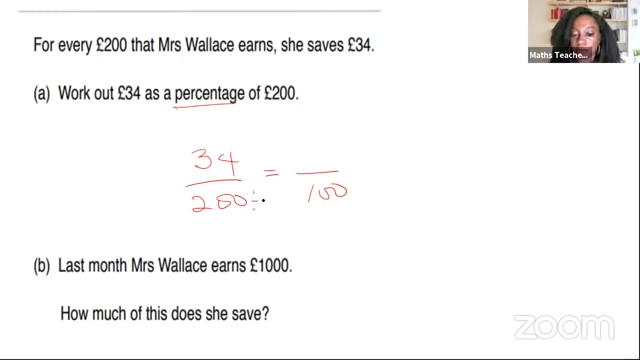 For every £200 that Mrs Wallace earns, she saves £34.
Maths Teache...
(a) Work out £34 as a percentage of £200.
34
200 ÷ = 100
(b) Last month Mrs Wallace earns £1000.
How much of this does she save?
zoom